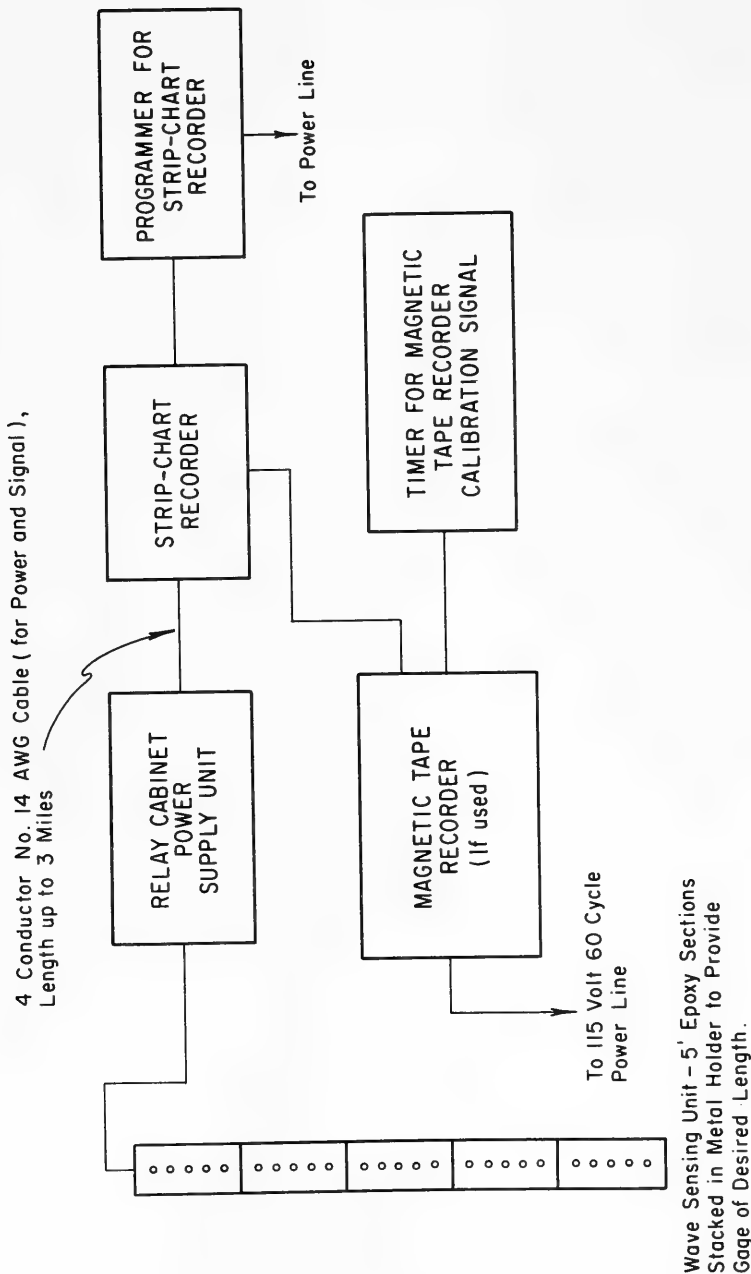 4 Conductor No. 14 AWG Cable ( for Power and Signal ),
Length up to 3 Miles
RELAY CABINET
POWER
SUPPLY UNIT
STRIP-CHART
RECORDER
PROGRAMMER FOR
STRIP-CHART
RECORDER
To Power Line
MAGNETIC TAPE
RECORDER
(If used)
TIMER FOR MAGNETIC
TAPE RECORDER
CALIBRATION SIGNAL
To 115 Volt 60 Cycle
Power Line
Wave Sensing Unit – 5' Epoxy Sections
Stacked in Metal Holder to Provide
Gage of Desired Length.